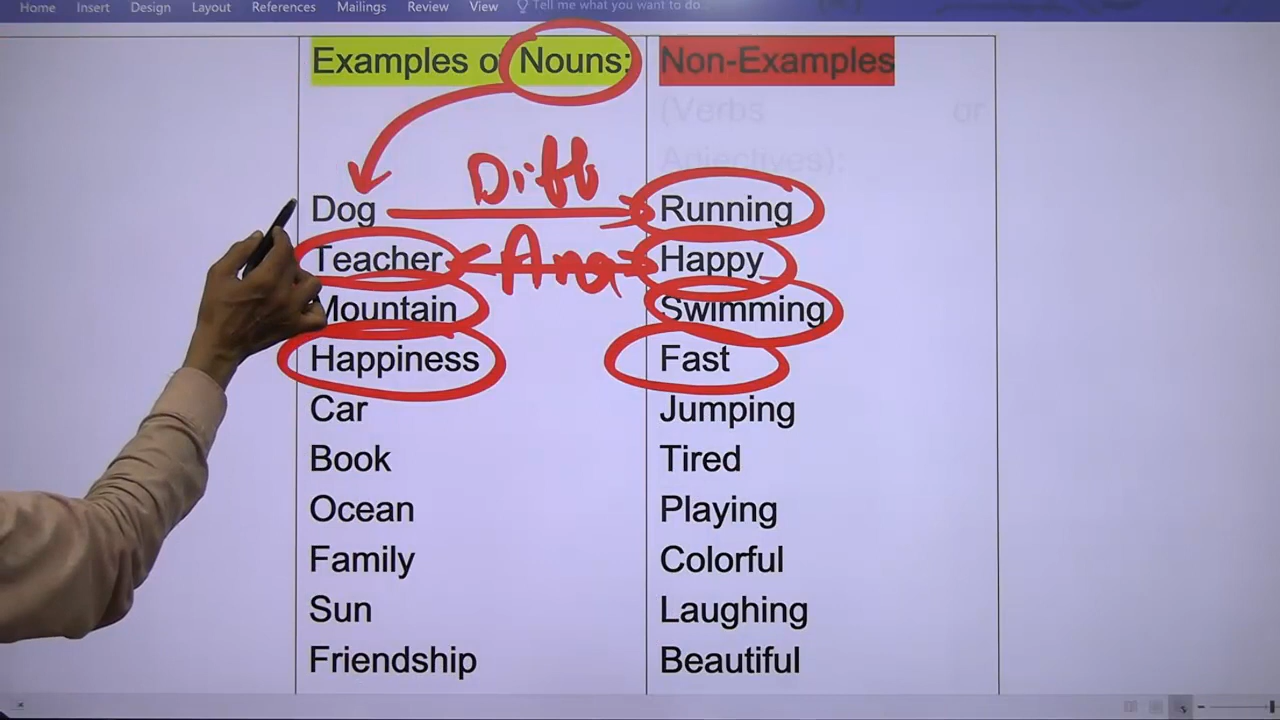 Home Insert Design Layout References Mailings Review View Tell me what you want to do...
Examples of Nouns: Non-Examples
(Verbs or
Adjectives):
Diff
Dog Running
Teacher Happy
Mountain Swimming
Happiness Fast
Car Jumping
Book Tired
Ocean Playing
Family Colorful
Sun Laughing
Friendship Beautiful